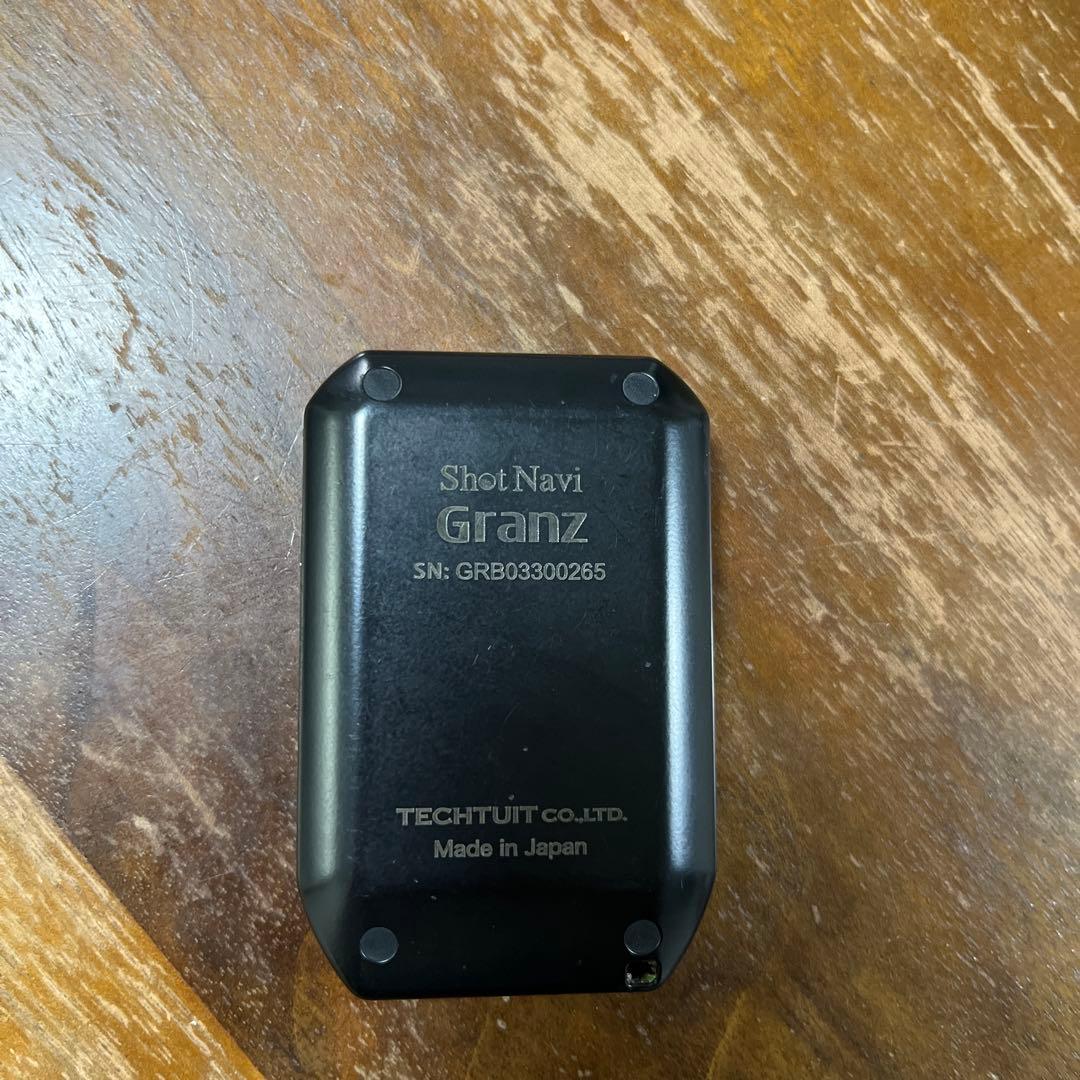 Shot Navi
Granz
SN: GRB03300265
TECHTUIT CO.,LTD.
Made in Japan